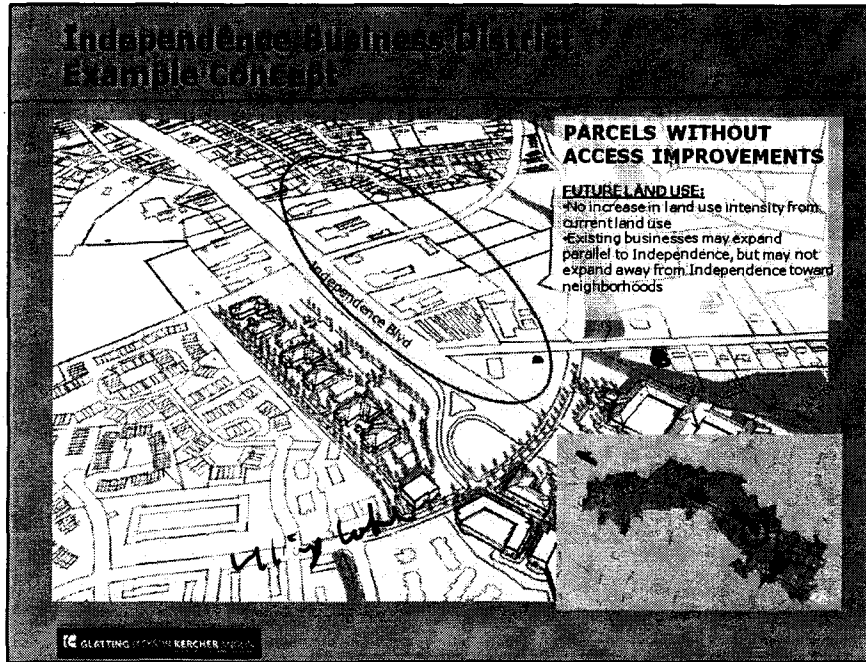 Independence Business District
Example Concept
PARCELS WITHOUT
ACCESS IMPROVEMENTS
FUTURE LAND USE:
•No increase in land use intensity from
current land use
•Existing businesses may expand
parallel to Independence, but may not
expand away from Independence toward
neighborhoods
Independence Blvd
GLATTING JACKSON KERCHER